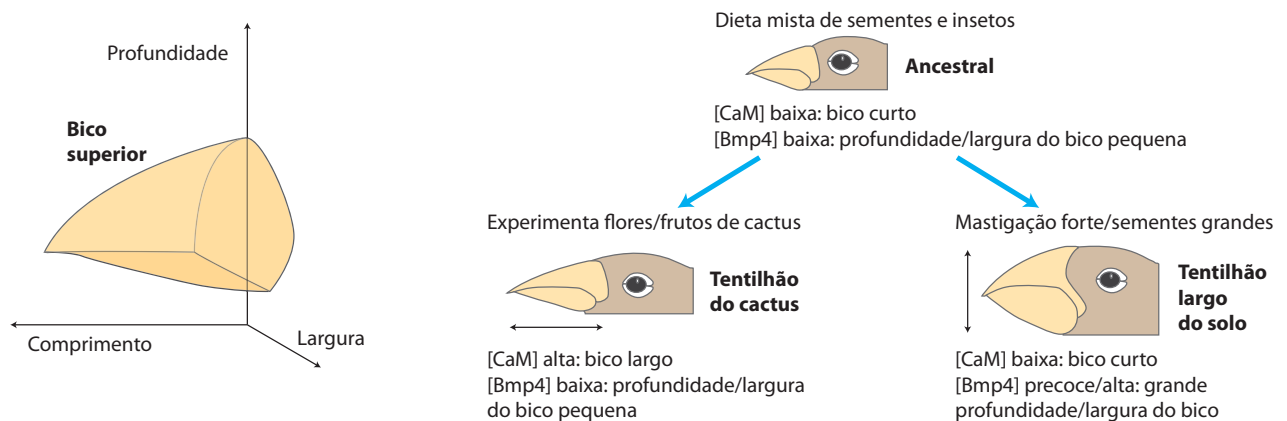 Profundidade
Bico
superior
Comprimento
Largura
Dieta mista de sementes e insetos
Ancestral
[CaM] baixa: bico curto
[Bmp4] baixa: profundidade/largura do bico pequena
Experimenta flores/frutos de cactus
Tentilhão
do cactus
[CaM] alta: bico largo
[Bmp4] baixa: profundidade/largura
do bico pequena
Mastigação forte/sementes grandes
Tentilhão
largo
do solo
[CaM] baixa: bico curto
[Bmp4] precoce/alta: grande
profundidade/largura do bico